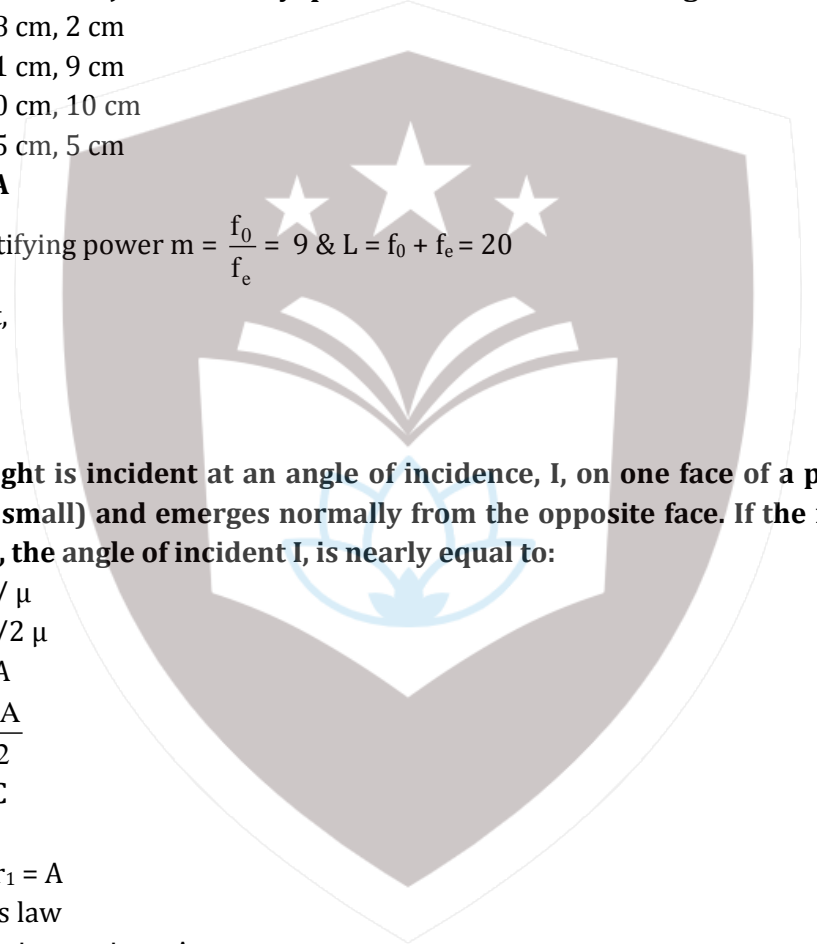 8 cm, 2 cm
1 cm, 9 cm
0 cm, 10 cm
5 cm, 5 cm
A
tifying power m = f₀/fₑ = 9 & L = f₀ + fₑ = 20
,
ght is incident at an angle of incidence, I, on one face of a p
small) and emerges normally from the opposite face. If the
, the angle of incident I, is nearly equal to:
/ μ
/2 μ
A
A/2
C
r₁ = A
s law